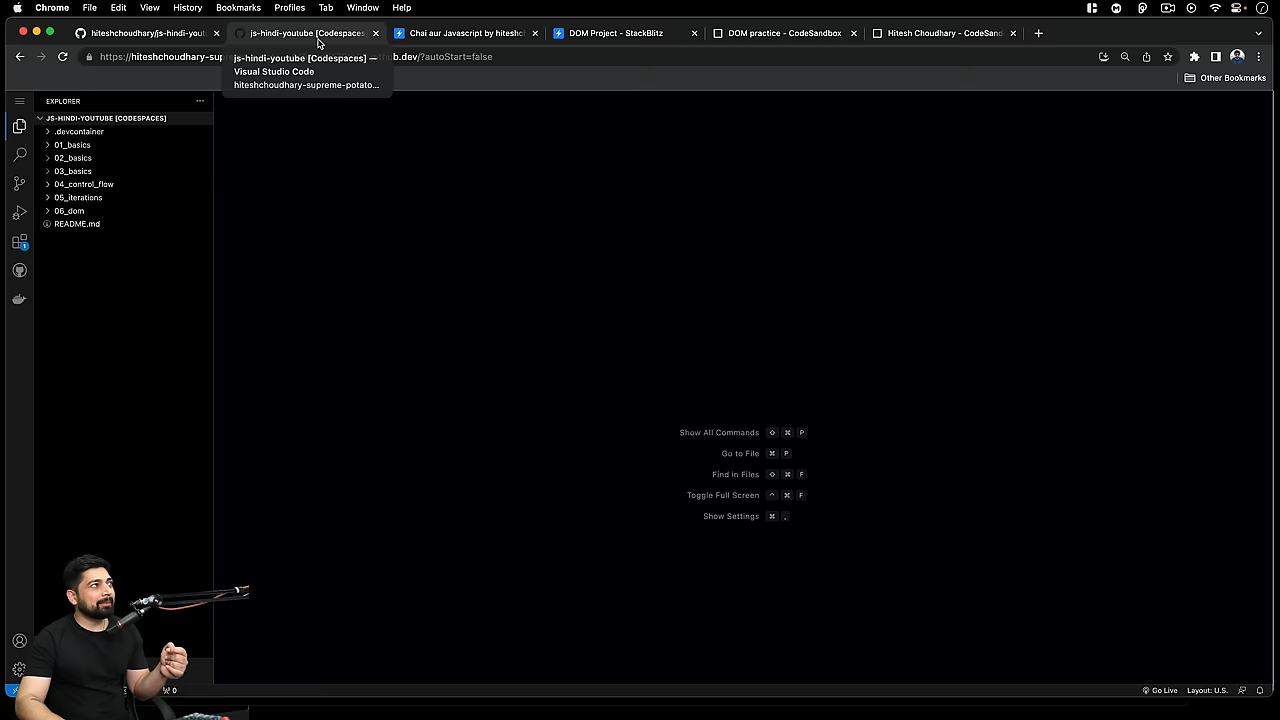 Chrome File Edit View History Bookmarks Profiles Tab Window Help
hiteshchoudhary/js-hindi-yout
js-hindi-youtube [Codespaces
Chai aur Javascript by hiteshc
DOM Project - StackBlitz
DOM practice - CodeSandbox
Hitesh Choudhary - CodeSand
https://hiteshchoudhary-sup
ub.dev/?autoStart=false
js-hindi-youtube [Codespaces] —
Visual Studio Code
hiteshchoudhary-supreme-potato...
Other Bookmarks
EXPLORER
JS-HINDI-YOUTUBE [CODESPACES]
.devcontainer
01_basics
02_basics
03_basics
04_control_flow
05_iterations
06_dom
README.md
1
Show All Commands ⇧ ⌘ P
Go to File ⌘ P
Find in Files ⇧ ⌘ F
Toggle Full Screen ^ ⌘ F
Show Settings ⌘ ,
0
Go Live
Layout: U.S.